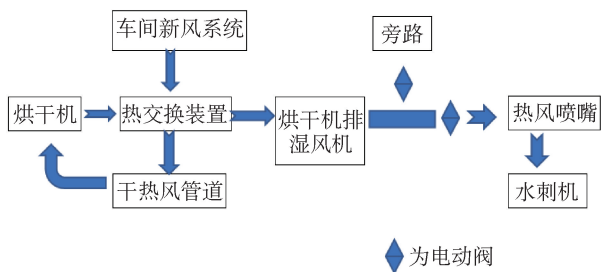 车间新风系统
旁路
烘干机
热交换装置
烘干机排
湿风机
热风喷嘴
干热风管道
水刺机
为电动阀